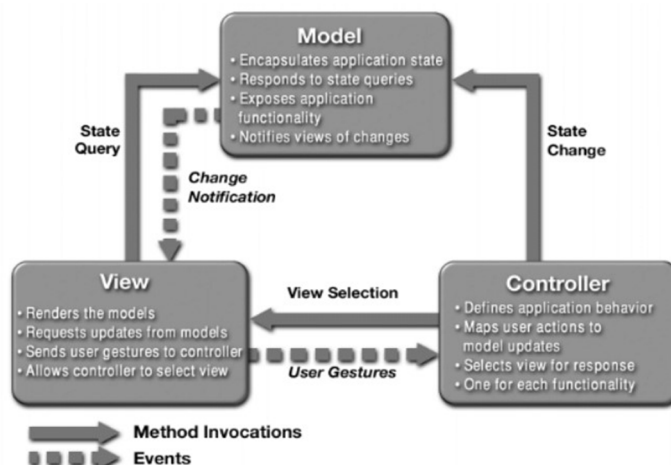 Model
• Encapsulates application state
• Responds to state queries
• Exposes application
functionality
• Notifies views of changes
State
Query
State
Change
Change
Notification
View
• Renders the models
• Requests updates from models
• Sends user gestures to controller
• Allows controller to select view
View Selection
User Gestures
Controller
• Defines application behavior
• Maps user actions to
model updates
• Selects view for response
• One for each functionality
Method Invocations
Events